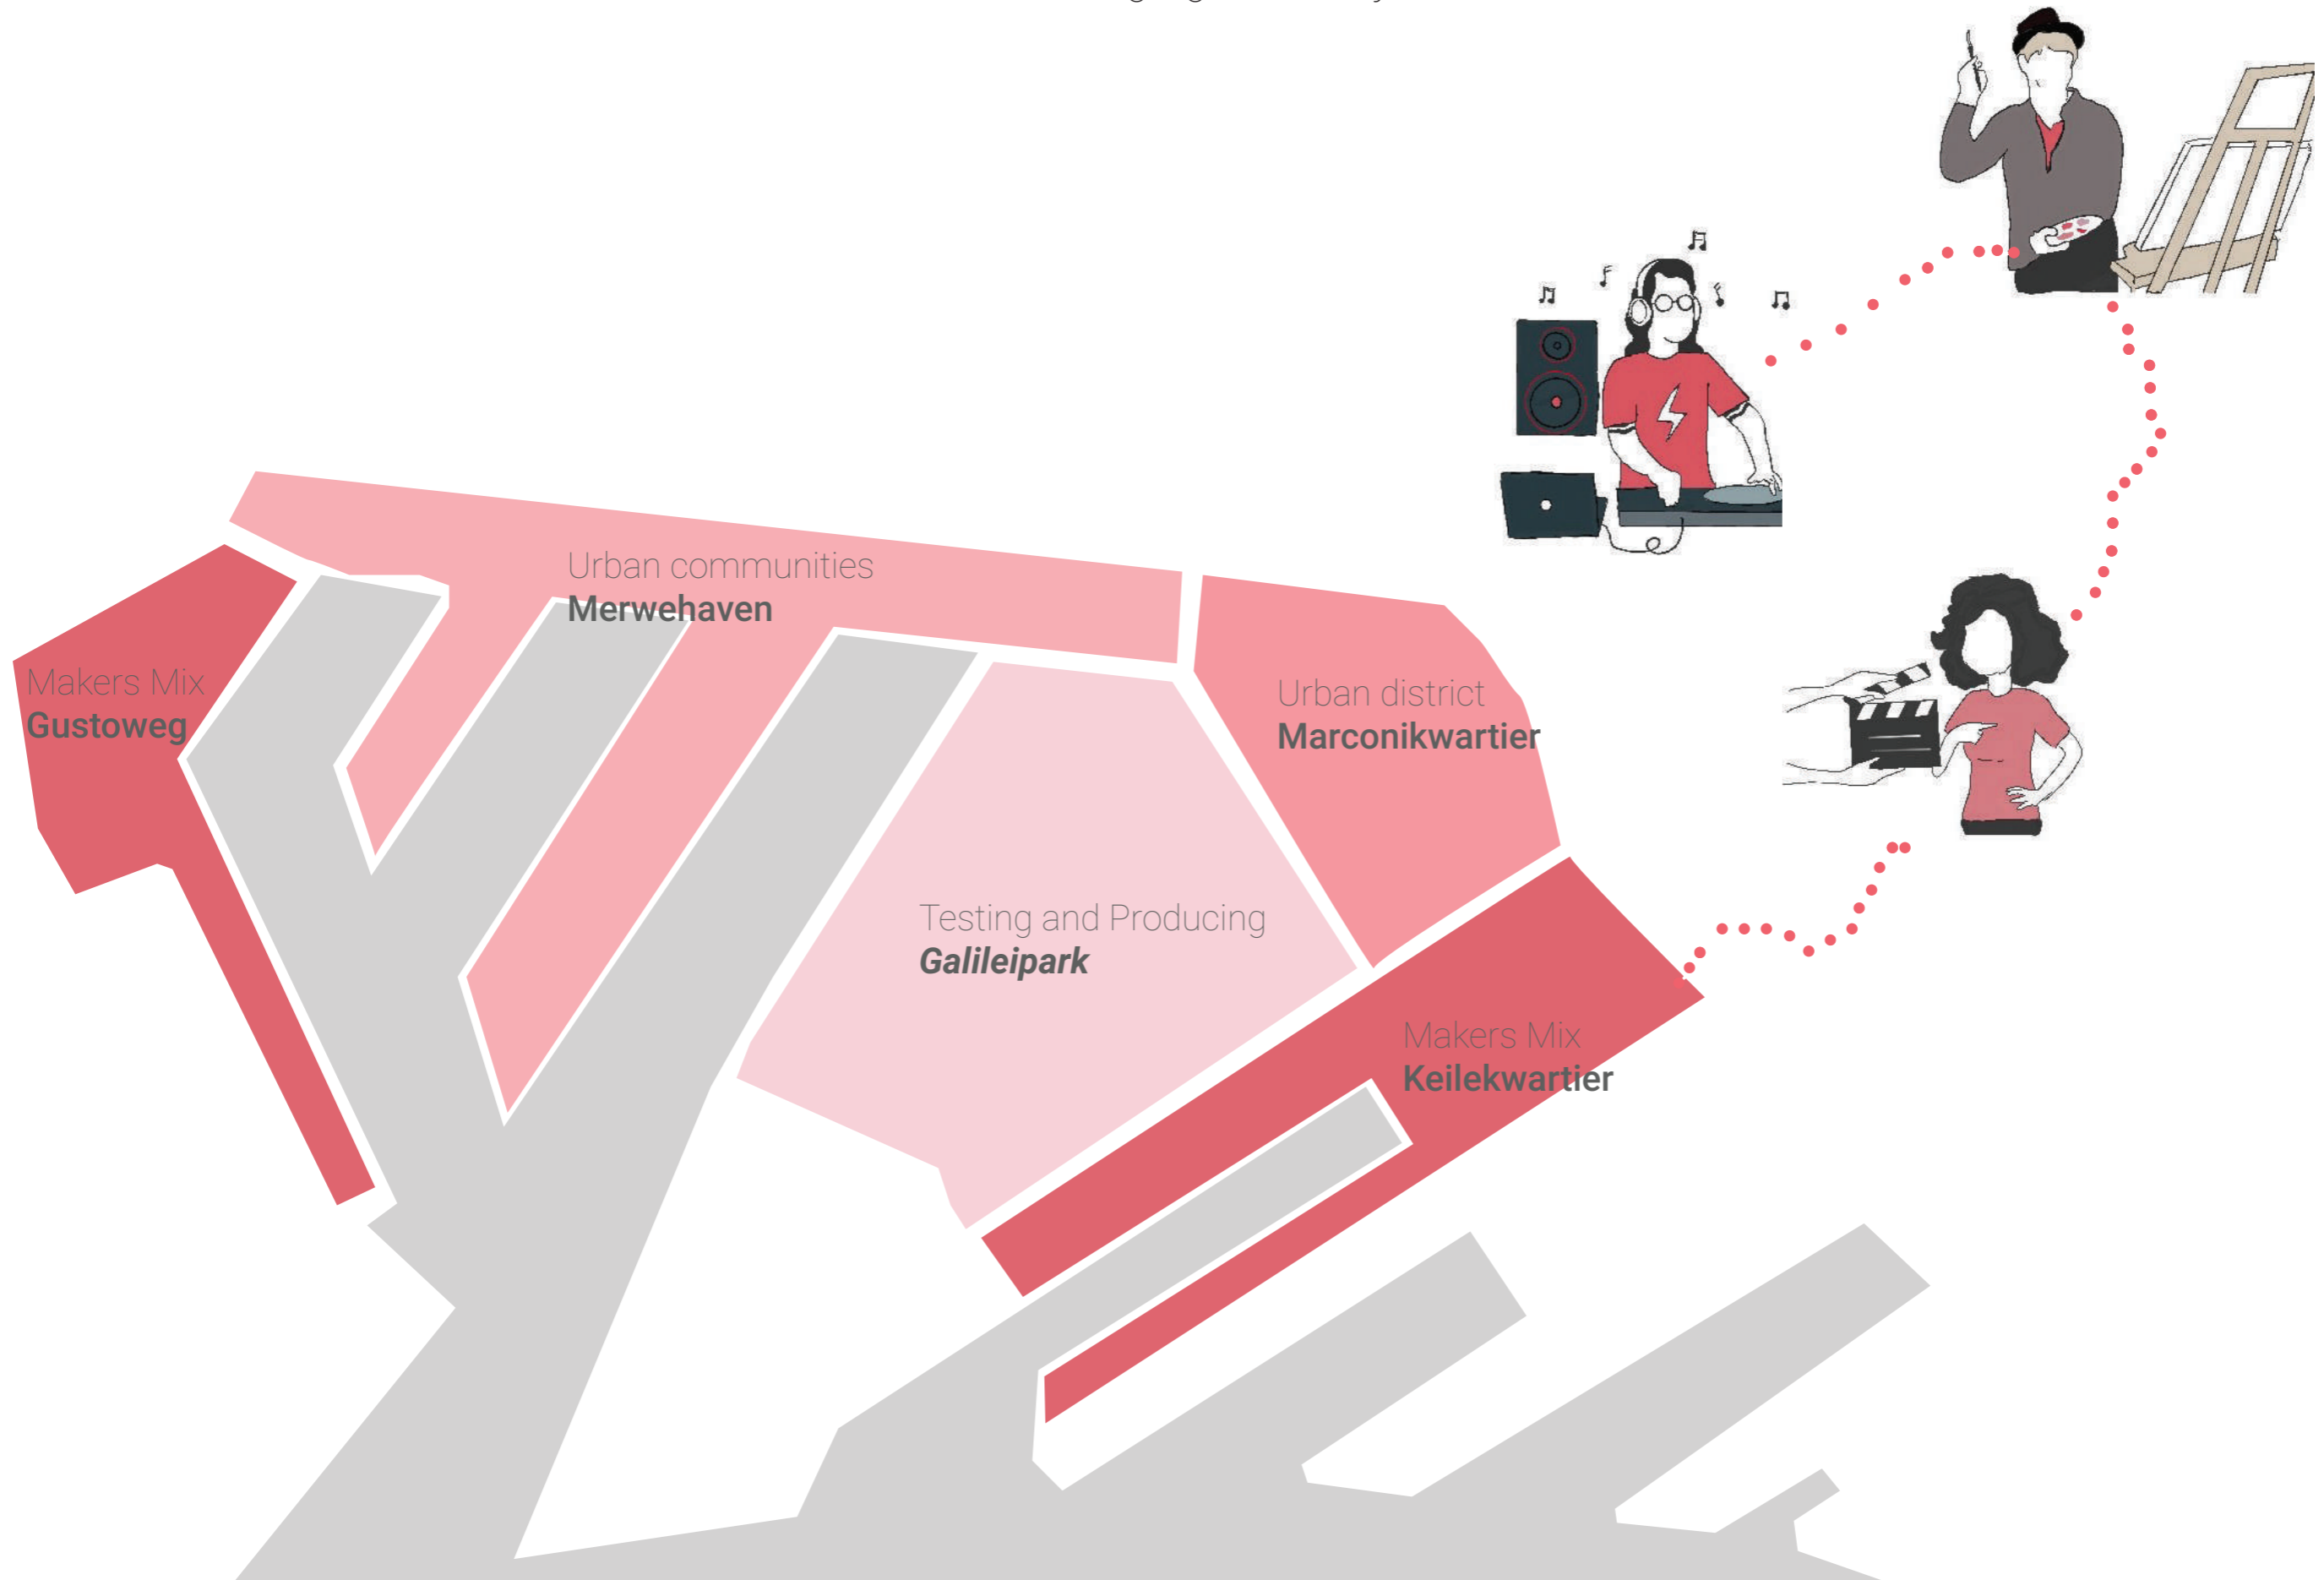 Urban communities
Merwehaven
Makers Mix
Gustoweg
Urban district
Marconikwartier
Testing and Producing
Galileipark
Makers Mix
Keilekwartier